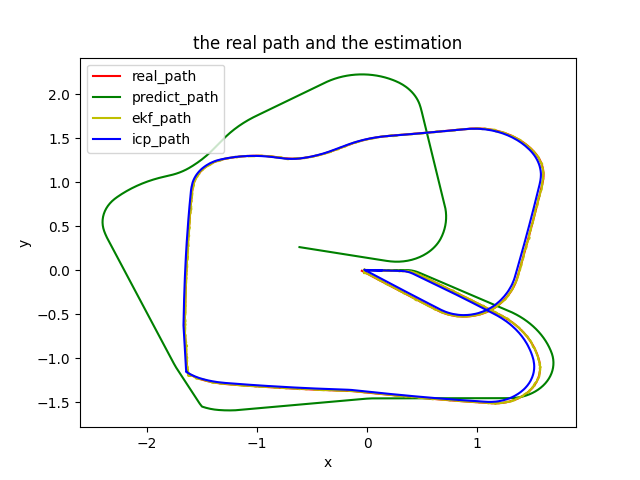 the real path and the estimation
real_path
predict_path
ekf_path
icp_path
2.0
1.5
1.0
0.5
0.0
−0.5
−1.0
−1.5
y
−2
−1
0
1
x